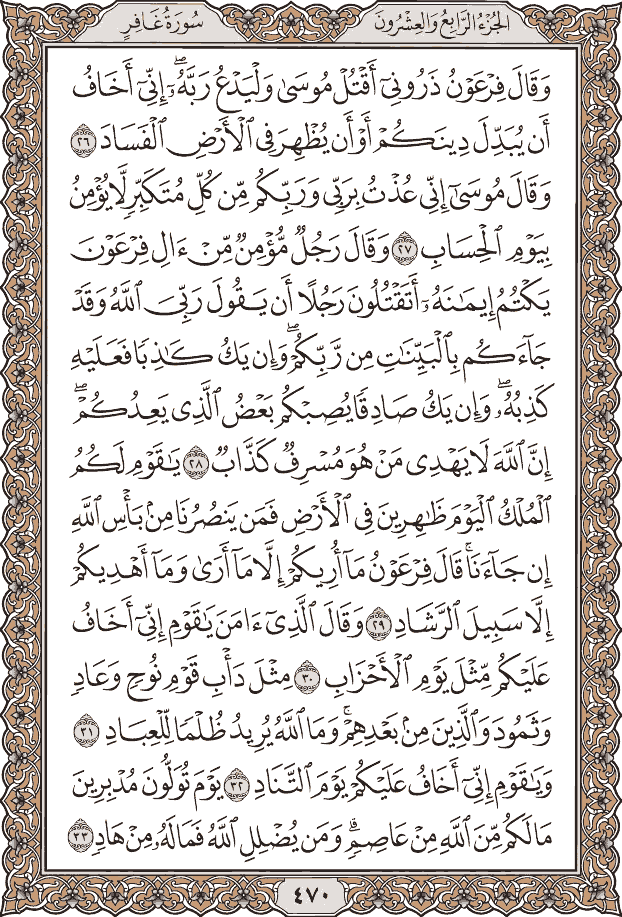 الجُزْءُ الرَّابِعُ وَالعِشْرُونَ
سُورَةُ غَافِرٍ
وَقَالَ فِرْعَوْنُ ذَرُونِيٓ أَقْتُلْ مُوسَىٰ وَلْيَدْعُ رَبَّهُۥٓۖ إِنِّيٓ أَخَافُ
أَن يُبَدِّلَ دِينَكُمْ أَوْ أَن يُظْهِرَ فِي ٱلْأَرْضِ ٱلْفَسَادَ ٢٦
وَقَالَ مُوسَىٰٓ إِنِّي عُذْتُ بِرَبِّي وَرَبِّكُم مِّن كُلِّ مُتَكَبِّرٍ لَّا يُؤْمِنُ
بِيَوْمِ ٱلْحِسَابِ ٢٧ وَقَالَ رَجُلٌ مُّؤْمِنٌ مِّنْ ءَالِ فِرْعَوْنَ
يَكْتُمُ إِيمَٰنَهُۥٓ أَتَقْتُلُونَ رَجُلًا أَن يَقُولَ رَبِّيَ ٱللَّهُ وَقَدْ
جَآءَكُم بِٱلْبَيِّنَٰتِ مِن رَّبِّكُمْۖ وَإِن يَكُ كَٰذِبًا فَعَلَيْهِ
كَذِبُهُۥۖ وَإِن يَكُ صَادِقًا يُصِبْكُم بَعْضُ ٱلَّذِي يَعِدُكُمْۖ
إِنَّ ٱللَّهَ لَا يَهْدِي مَنْ هُوَ مُسْرِفٌ كَذَّابٌ ٢٨ يَٰقَوْمِ لَكُمُ
ٱلْمُلْكُ ٱلْيَوْمَ ظَٰهِرِينَ فِي ٱلْأَرْضِ فَمَن يَنصُرُنَا مِنۢ بَأْسِ ٱللَّهِ
إِن جَآءَنَاۚ قَالَ فِرْعَوْنُ مَآ أُرِيكُمْ إِلَّا مَآ أَرَىٰ وَمَآ أَهْدِيكُمْ
إِلَّا سَبِيلَ ٱلرَّشَادِ ٢٩ وَقَالَ ٱلَّذِيٓ ءَامَنَ يَٰقَوْمِ إِنِّيٓ أَخَافُ
عَلَيْكُم مِّثْلَ يَوْمِ ٱلْأَحْزَابِ ٣٠ مِثْلَ دَأْبِ قَوْمِ نُوحٍ وَعَادٍ
وَثَمُودَ وَٱلَّذِينَ مِنۢ بَعْدِهِمْۚ وَمَا ٱللَّهُ يُرِيدُ ظُلْمًا لِّلْعِبَادِ ٣١
وَيَٰقَوْمِ إِنِّيٓ أَخَافُ عَلَيْكُمْ يَوْمَ ٱلتَّنَادِ ٣٢ يَوْمَ تُوَلُّونَ مُدْبِرِينَ
مَا لَكُم مِّنَ ٱللَّهِ مِنْ عَاصِمٍۗ وَمَن يُضْلِلِ ٱللَّهُ فَمَا لَهُۥ مِنْ هَادٍ ٣٣
٤٧٠